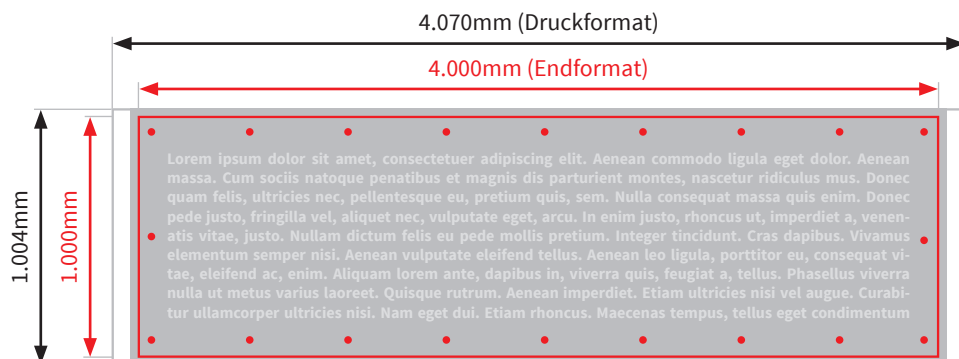 4.070mm (Druckformat)
4.000mm (Endformat)
1.004mm
1.000mm
Lorem ipsum dolor sit amet, consectetuer adipiscing elit. Aenean commodo ligula eget dolor. Aenean
massa. Cum sociis natoque penatibus et magnis dis parturient montes, nascetur ridiculus mus. Donec
quam felis, ultricies nec, pellentesque eu, pretium quis, sem. Nulla consequat massa quis enim. Donec
pede justo, fringilla vel, aliquet nec, vulputate eget, arcu. In enim justo, rhoncus ut, imperdiet a, venen-
atis vitae, justo. Nullam dictum felis eu pede mollis pretium. Integer tincidunt. Cras dapibus. Vivamus
elementum semper nisi. Aenean vulputate eleifend tellus. Aenean leo ligula, porttitor eu, consequat vi-
tae, eleifend ac, enim. Aliquam lorem ante, dapibus in, viverra quis, feugiat a, tellus. Phasellus viverra
nulla ut metus varius laoreet. Quisque rutrum. Aenean imperdiet. Etiam ultricies nisi vel augue. Curabi-
tur ullamcorper ultricies nisi. Nam eget dui. Etiam rhoncus. Maecenas tempus, tellus eget condimentum